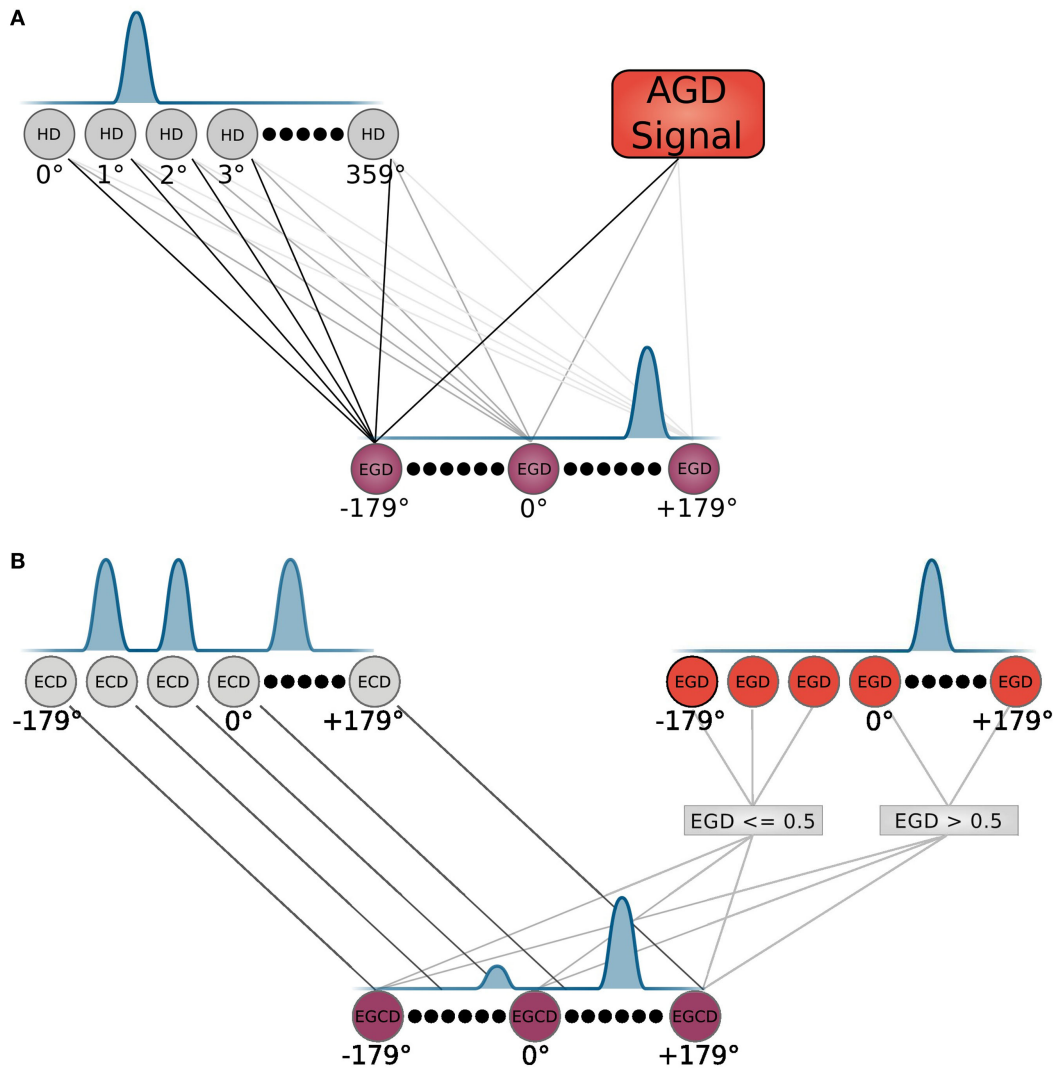 A
AGD
Signal
HD HD HD HD HD
0° 1° 2° 3° 359°
EGD EGD EGD
-179° 0° +179°
B
ECD ECD ECD ECD ECD
-179° 0° +179°
EGD EGD EGD EGD EGD
-179° 0° +179°
EGD <= 0.5
EGD > 0.5
EGCD EGCD EGCD
-179° 0° +179°